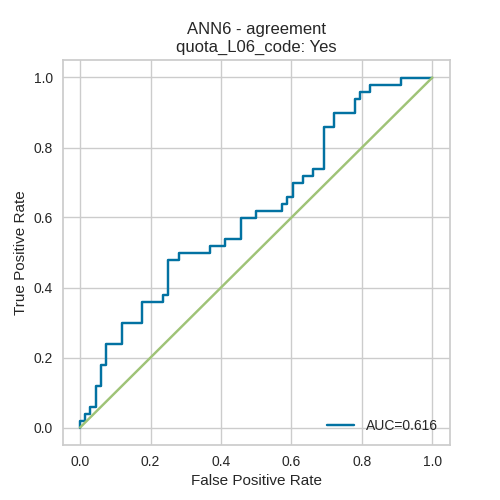 ANN6 - agreement
quota_L06_code: Yes
1.0
0.8
0.6
0.4
0.2
0.0
True Positive Rate
AUC=0.616
0.0 0.2 0.4 0.6 0.8 1.0
False Positive Rate